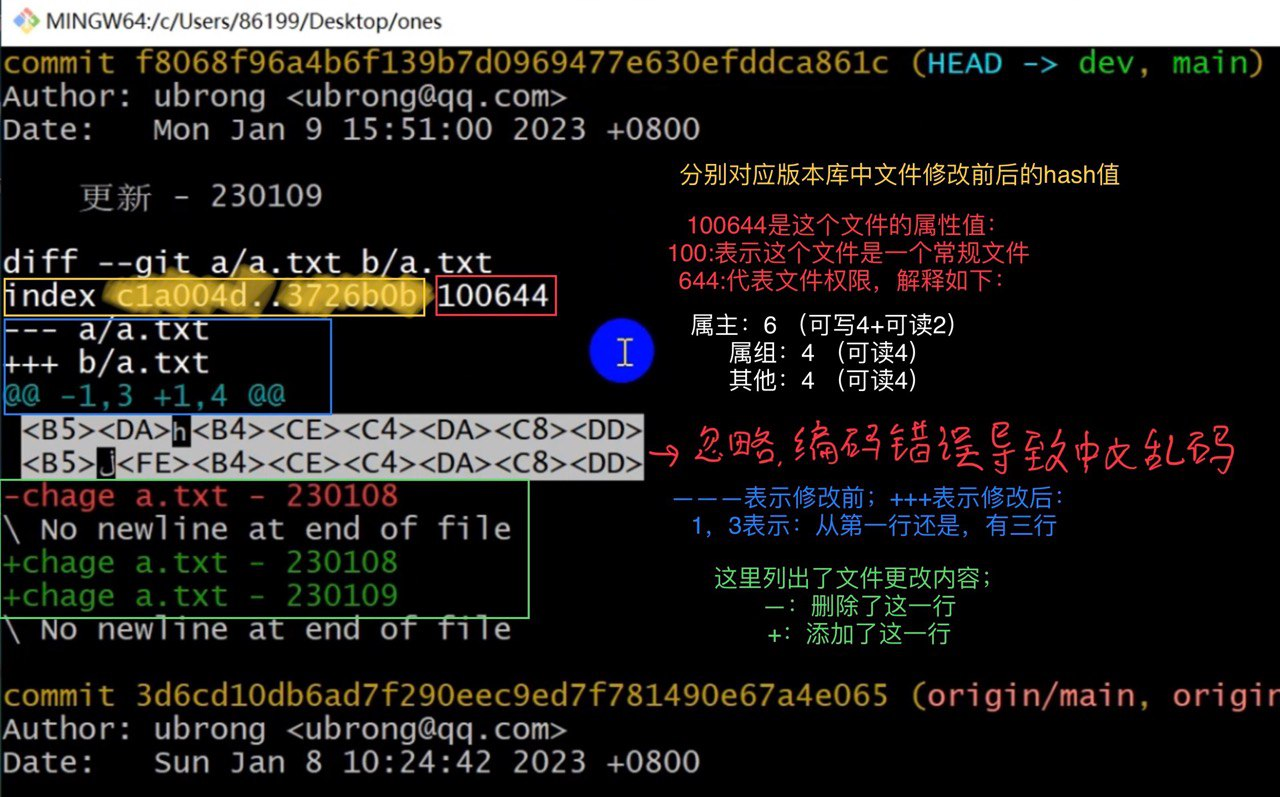 MINGW64:/c/Users/86199/Desktop/ones
commit f8068f96a4b6f139b7d0969477e630efddca861c (HEAD -> dev, main)
Author: ubrong <ubrong@qq.com>
Date:   Mon Jan 9 15:51:00 2023 +0800
分别对应版本库中文件修改前后的hash值
更新 - 230109
100644是这个文件的属性值：
100:表示这个文件是一个常规文件
644:代表文件权限，解释如下：
diff --git a/a.txt b/a.txt
index c1a004d..3726b0b 100644
--- a/a.txt
+++ b/a.txt
@@ -1,3 +1,4 @@
属主：6 （可写4+可读2）
属组：4 （可读4）
其他：4 （可读4）
<B5><DA>h<B4><CE><C4><DA><C8><DD>
<B5>j<FE><B4><CE><C4><DA><C8><DD>
→忽略,编码错误导致中文乱码
-chage a.txt - 230108
\ No newline at end of file
+chage a.txt - 230108
+chage a.txt - 230109
\ No newline at end of file
———表示修改前；+++表示修改后：
1，3表示：从第一行还是，有三行
这里列出了文件更改内容；
—：删除了这一行
+：添加了这一行
commit 3d6cd10db6ad7f290eec9ed7f781490e67a4e065 (origin/main, origin
Author: ubrong <ubrong@qq.com>
Date:   Sun Jan 8 10:24:42 2023 +0800